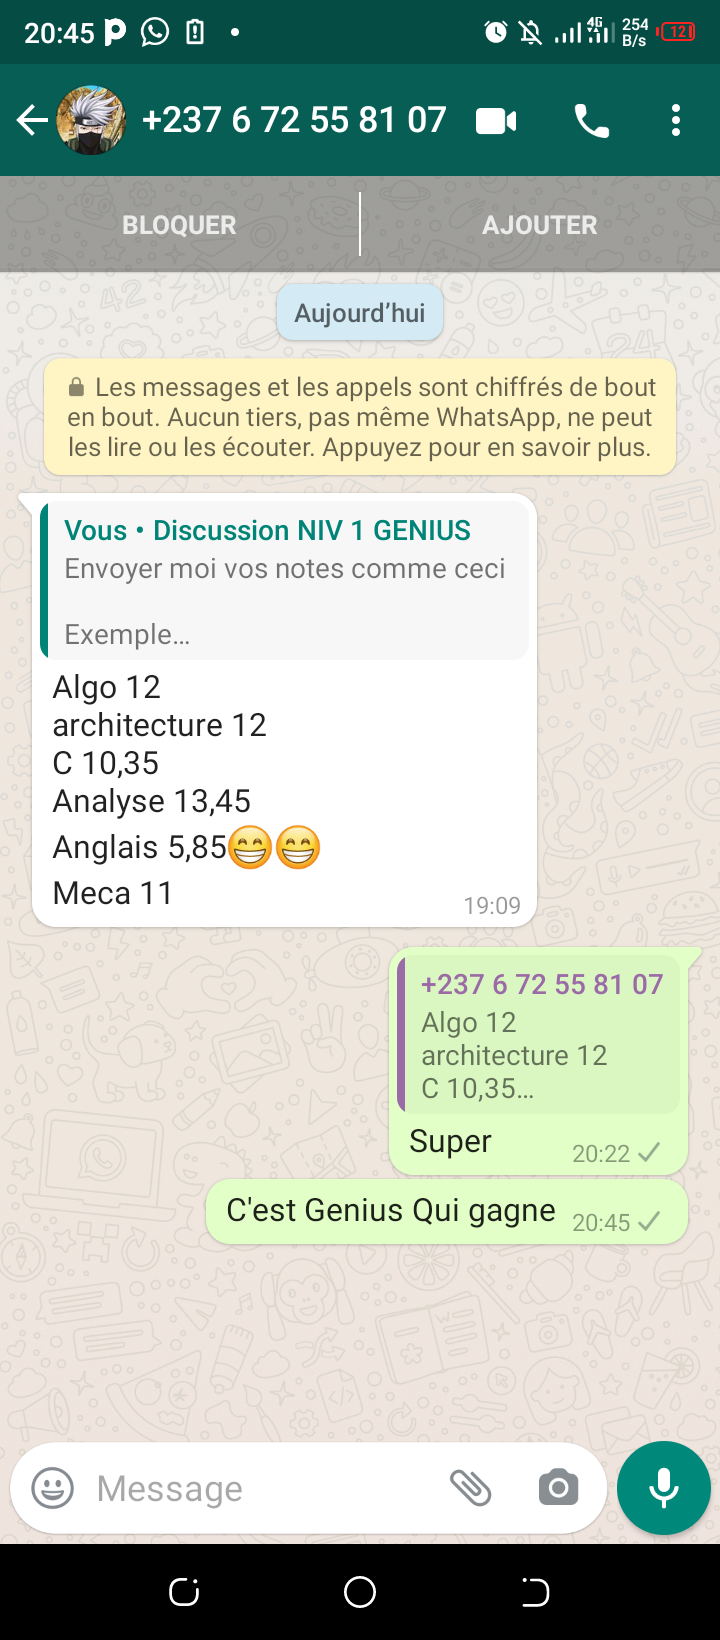 20:45
4G
254
B/s
12
+237 6 72 55 81 07
BLOQUER
AJOUTER
Aujourd’hui
Les messages et les appels sont chiffrés de bout
en bout. Aucun tiers, pas même WhatsApp, ne peut
les lire ou les écouter. Appuyez pour en savoir plus.
Vous • Discussion NIV 1 GENIUS
Envoyer moi vos notes comme ceci
Exemple…
Algo 12
architecture 12
C 10,35
Analyse 13,45
Anglais 5,85😁😁
Meca 11
19:09
+237 6 72 55 81 07
Algo 12
architecture 12
C 10,35…
Super
20:22
C'est Genius Qui gagne
20:45
Message